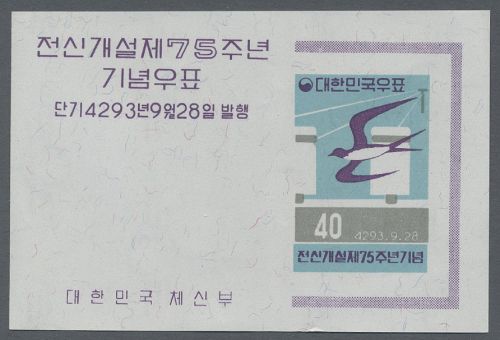 전신개설제75주년
기념우표
단기4293년9월28일 발행
대한민국우표
40
4293.9.28
전신개설제75주년기념
대한민국 체신부